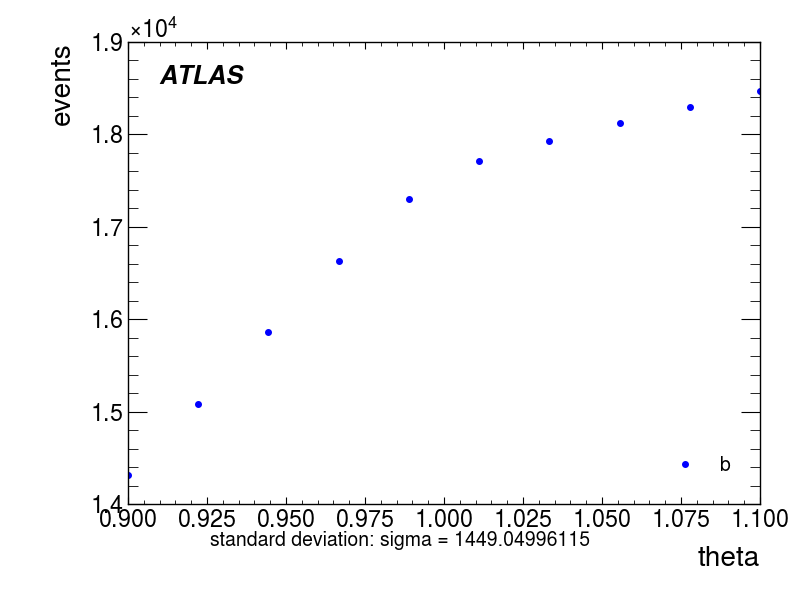 ×10⁴
events
ATLAS
1.9
1.8
1.7
1.6
1.5
1.4
b
0.900 0.925 0.950 0.975 1.000 1.025 1.050 1.075 1.100
standard deviation: sigma = 1449.04996115
theta